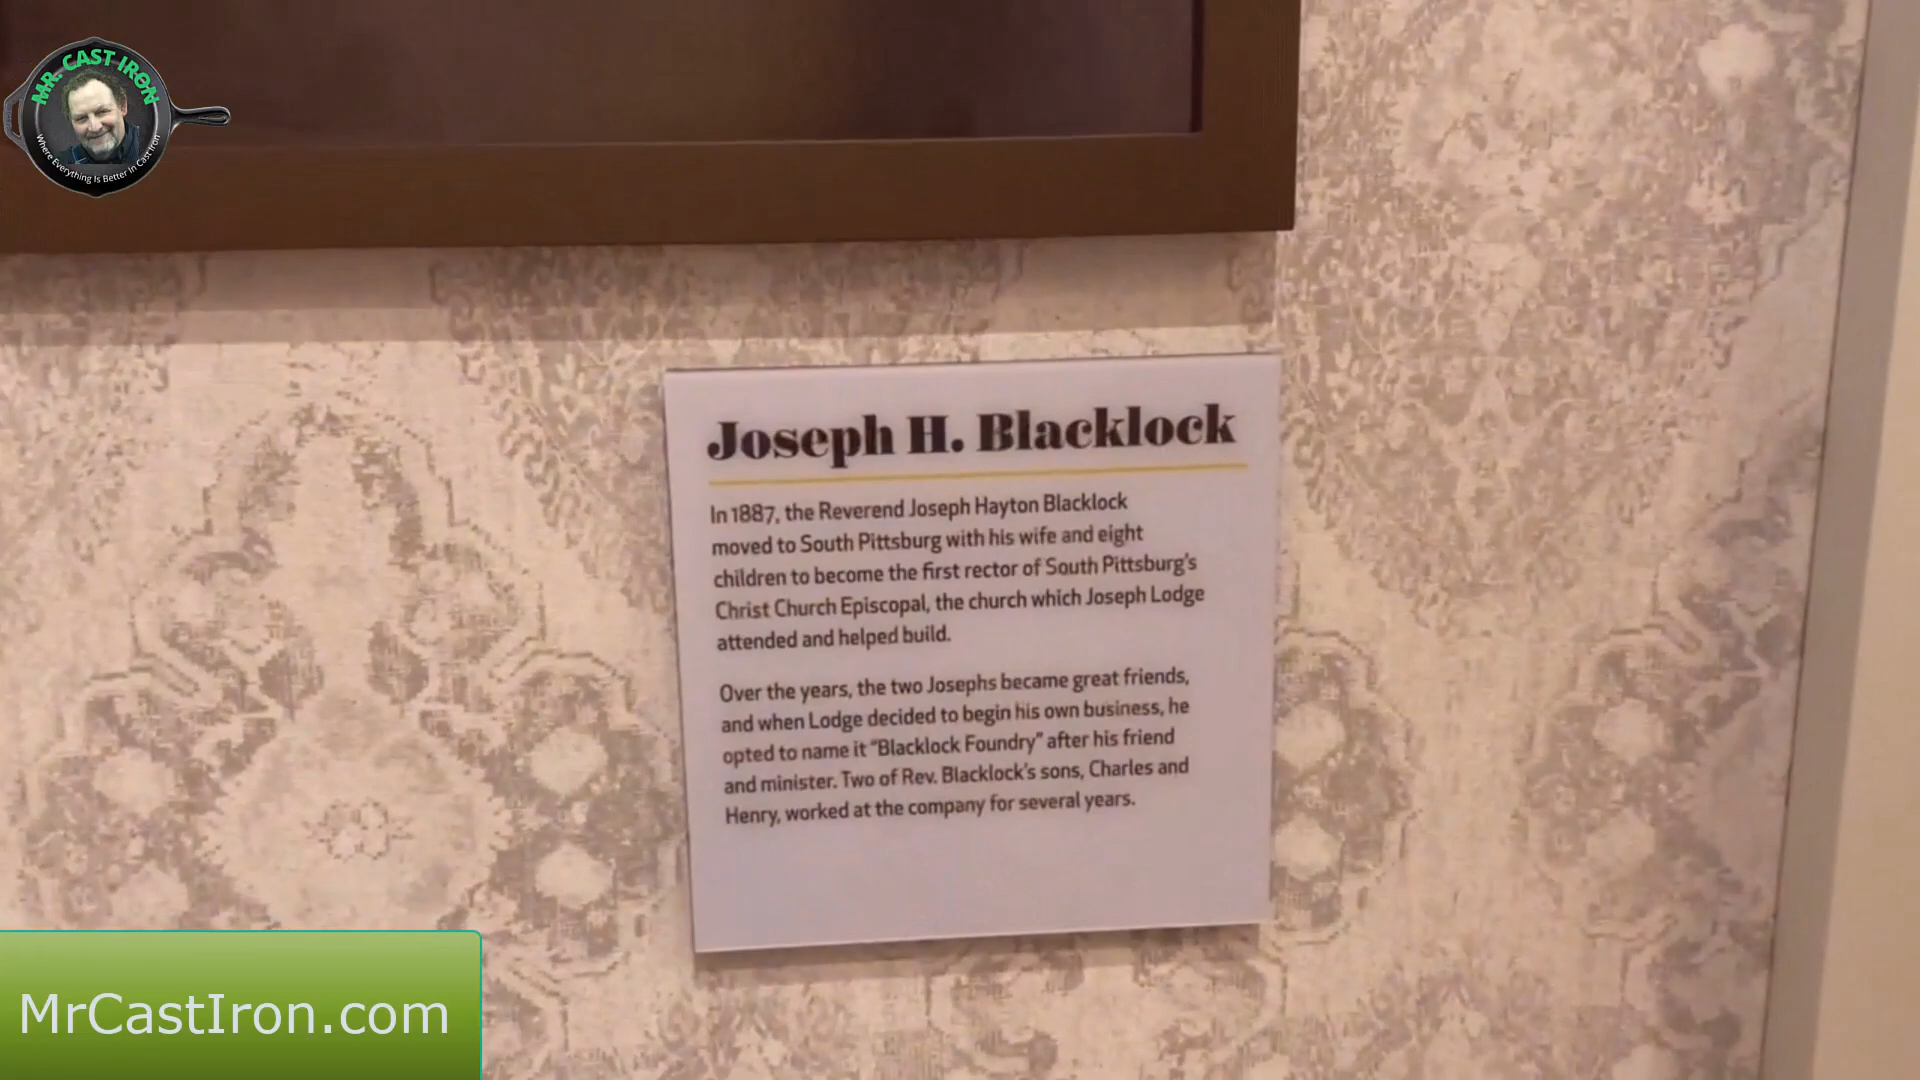 MR. CAST IRON
Where Everything Is Better In Cast Iron
Joseph H. Blacklock
In 1887, the Reverend Joseph Hayton Blacklock
moved to South Pittsburg with his wife and eight
children to become the first rector of South Pittsburg's
Christ Church Episcopal, the church which Joseph Lodge
attended and helped build.
Over the years, the two Josephs became great friends,
and when Lodge decided to begin his own business, he
opted to name it "Blacklock Foundry" after his friend
and minister. Two of Rev. Blacklock's sons, Charles and
Henry, worked at the company for several years.
MrCastIron.com